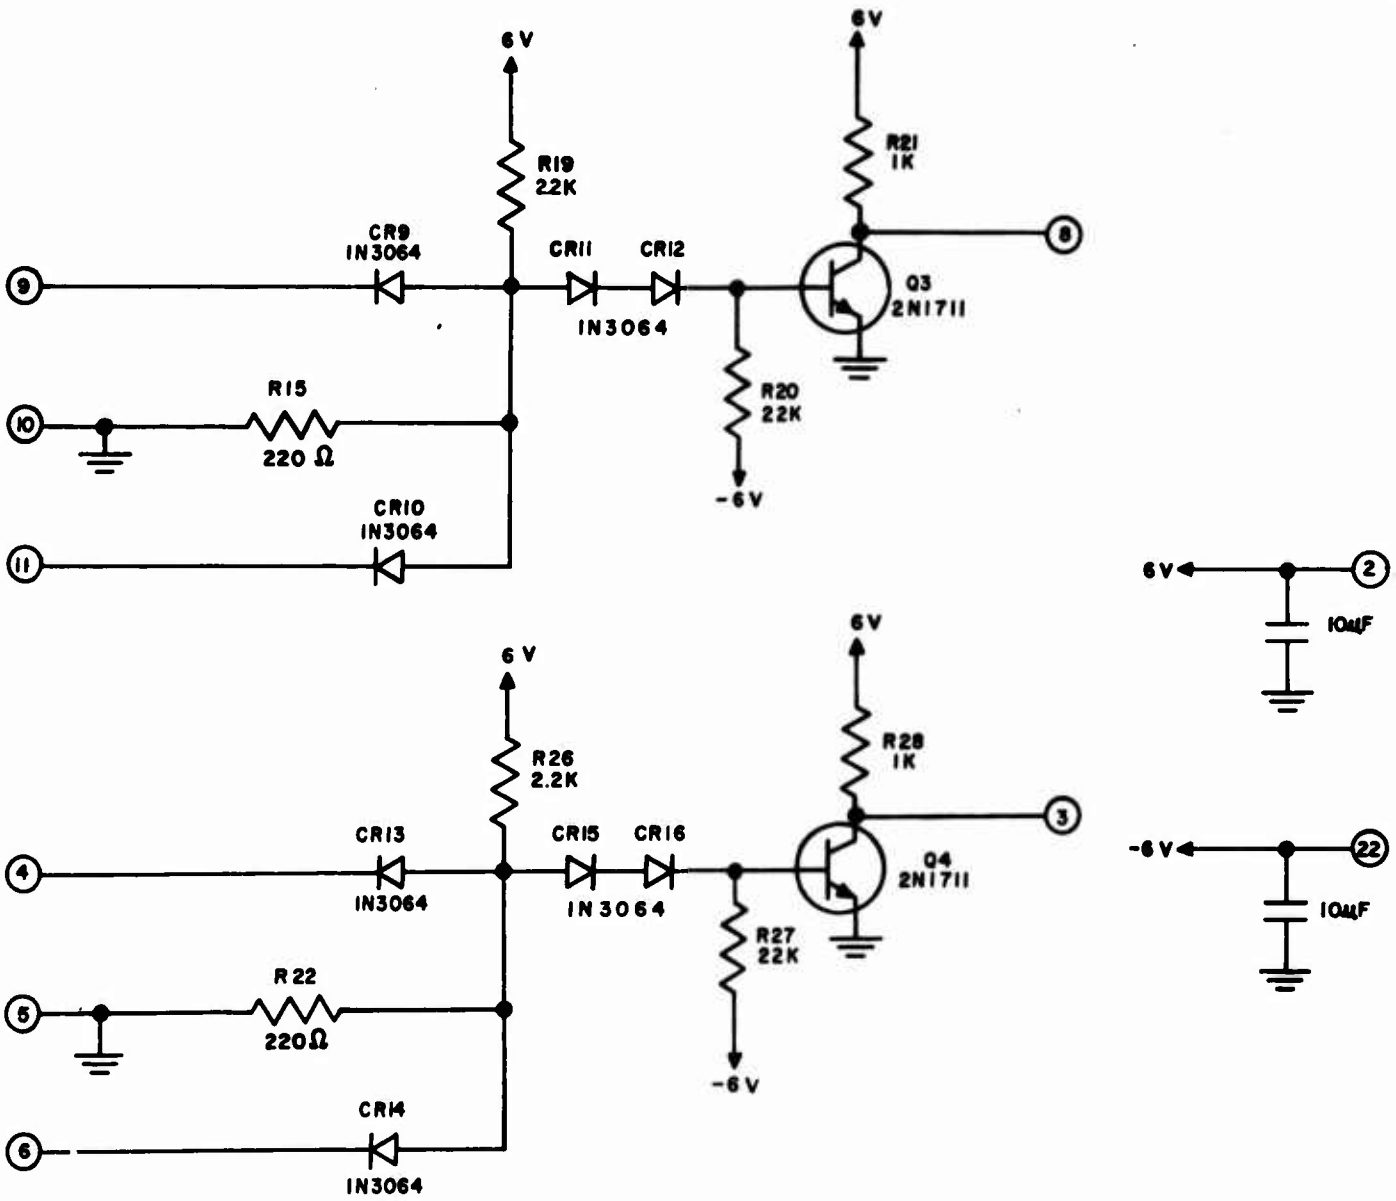 6V
R21
1K
8
Q3
2N1711
6V
R19
2.2K
CR9
1N3064
CR11
CR12
1N3064
9
R20
22K
-6V
R15
220 Ω
10
CR10
1N3064
11
6V
2
10µF
6V
R28
1K
3
Q4
2N1711
6V
R26
2.2K
CR13
1N3064
CR15
CR16
1N3064
4
R27
22K
-6V
-6V
22
10µF
R22
220Ω
5
CR14
1N3064
6